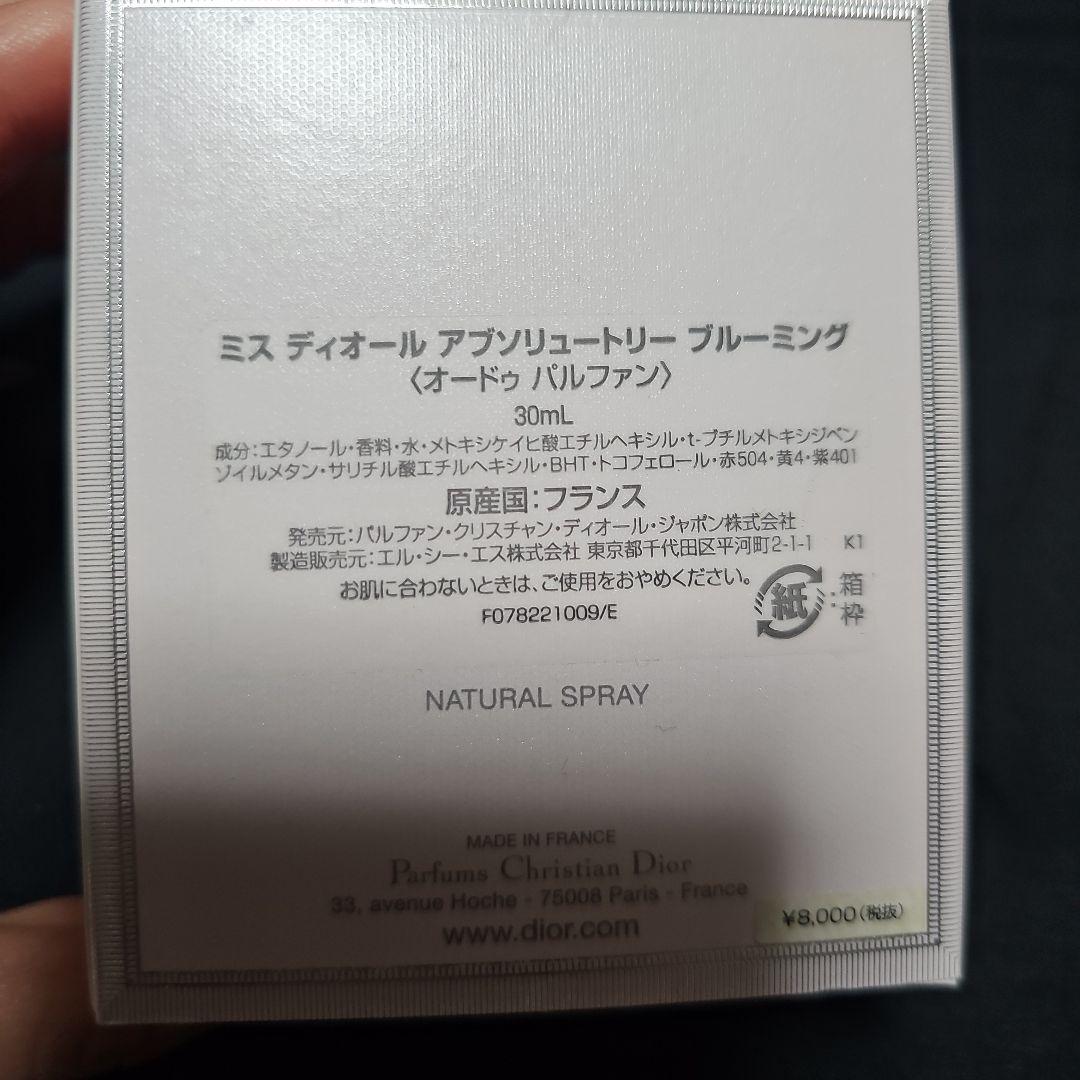 ミス ディオール アブソリュートリー ブルーミング
〈オードゥ パルファン〉
30mL
成分:エタノール・香料・水・メトキシケイヒ酸エチルヘキシル・t-ブチルメトキシジベン
ゾイルメタン・サリチル酸エチルヘキシル・BHT・トコフェロール・赤504・黄4・紫401
原産国:フランス
発売元:パルファン・クリスチャン・ディオール・ジャポン株式会社
製造販売元:エル・シー・エス株式会社 東京都千代田区平河町2-1-1 K1
お肌に合わないときは、ご使用をおやめください。
紙:箱
枠
F078221009/E
NATURAL SPRAY
MADE IN FRANCE
Parfums Christian Dior
33, avenue Hoche - 75008 Paris - France
www.dior.com
¥8,000(税抜)